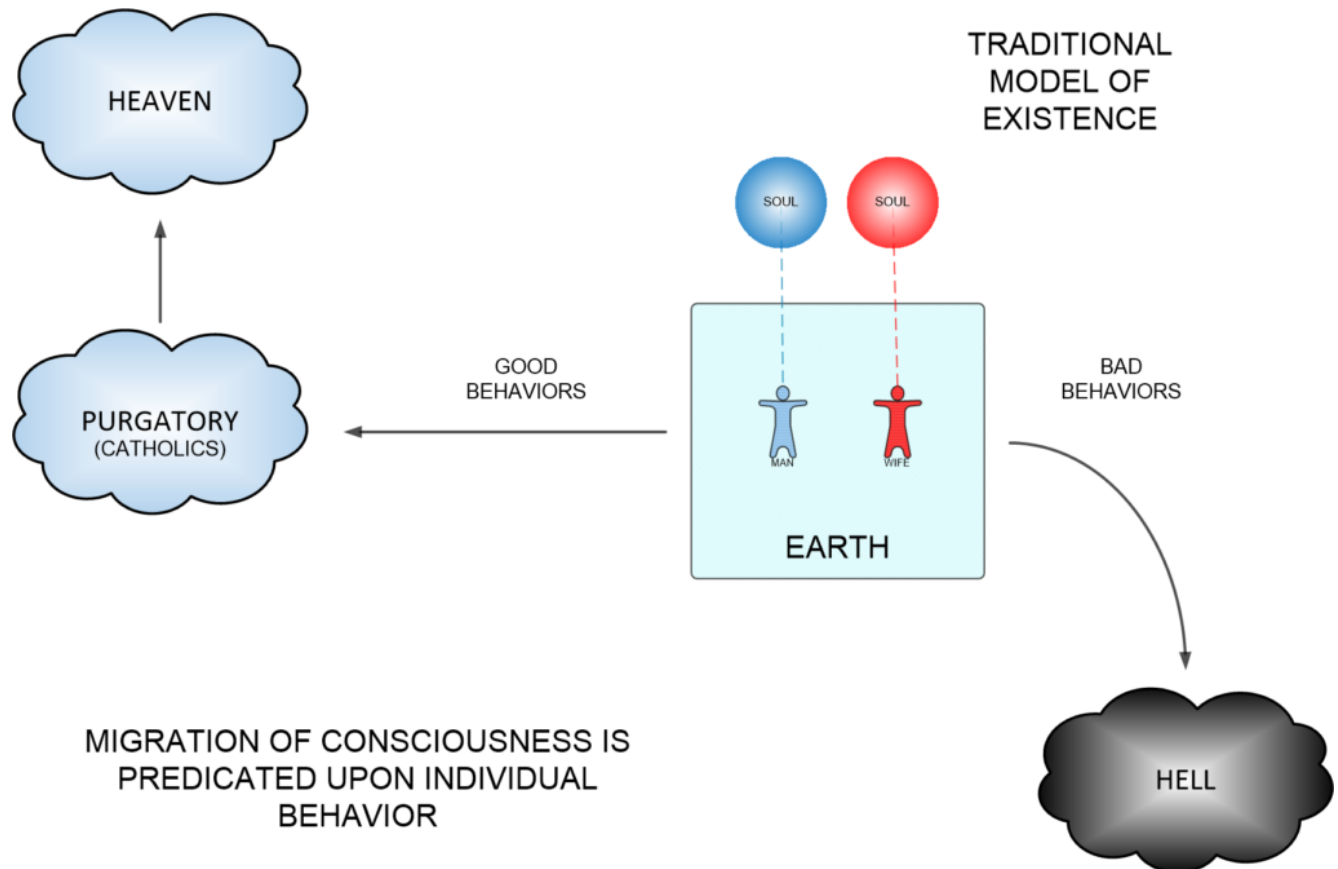 HEAVEN
TRADITIONAL
MODEL OF
EXISTENCE
SOUL
SOUL
PURGATORY
(CATHOLICS)
GOOD
BEHAVIORS
BAD
BEHAVIORS
MAN
WIFE
EARTH
MIGRATION OF CONSCIOUSNESS IS
PREDICATED UPON INDIVIDUAL
BEHAVIOR
HELL